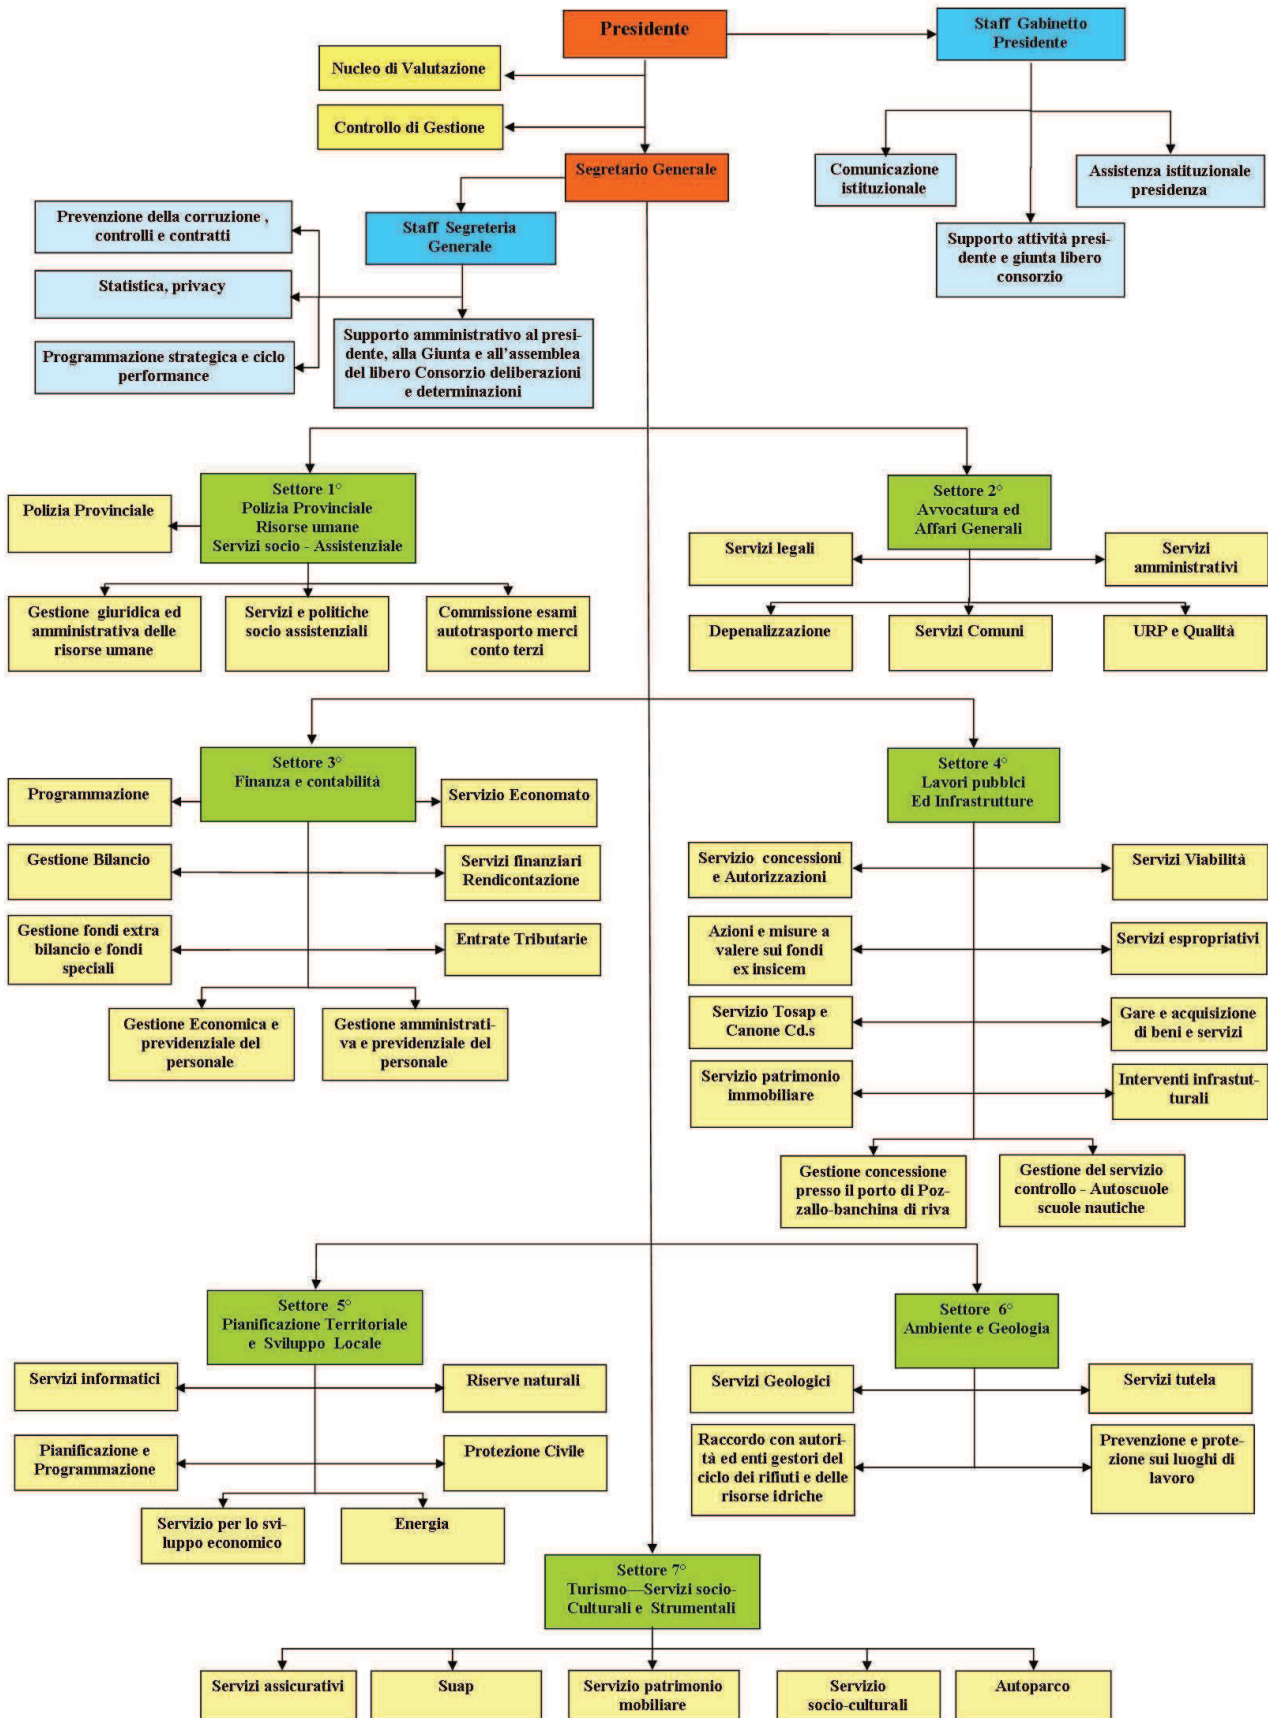 Presidente
Staff Gabinetto
Presidente
Nucleo di Valutazione
Controllo di Gestione
Segretario Generale
Comunicazione
istituzionale
Assistenza istituzionale
presidenza
Supporto attività presi-
dente e giunta libero
consorzio
Prevenzione della corruzione ,
controlli e contratti
Staff Segreteria
Generale
Statistica, privacy
Programmazione strategica e ciclo
performance
Supporto amministrativo al presi-
dente, alla Giunta e all'assemblea
del libero Consorzio deliberazioni
e determinazioni
Settore 1°
Polizia Provinciale
Risorse umane
Servizi socio - Assistenziale
Polizia Provinciale
Gestione giuridica ed
amministrativa delle
risorse umane
Servizi e politiche
socio assistenziali
Commissione esami
autotrasporto merci
conto terzi
Settore 2°
Avvocatura ed
Affari Generali
Servizi legali
Servizi
amministrativi
Depenalizzazione
Servizi Comuni
URP e Qualità
Settore 3°
Finanza e contabilità
Programmazione
Servizio Economato
Gestione Bilancio
Servizi finanziari
Rendicontazione
Gestione fondi extra
bilancio e fondi
speciali
Entrate Tributarie
Gestione Economica e
previdenziale del
personale
Gestione amministrati-
va e previdenziale del
personale
Settore 4°
Lavori pubblci
Ed Infrastrutture
Servizio concessioni
e Autorizzazioni
Servizi Viabilità
Azioni e misure a
valere sui fondi
ex insicem
Servizi espropriativi
Servizio Tosap e
Canone Cd.s
Gare e acquisizione
di beni e servizi
Servizio patrimonio
immobiliare
Interventi infrastut-
turali
Gestione concessione
presso il porto di Poz-
zallo-banchina di riva
Gestione del servizio
controllo - Autoscuole
scuole nautiche
Settore 5°
Pianificazione Territoriale
e Sviluppo Locale
Servizi informatici
Riserve naturali
Pianificazione e
Programmazione
Protezione Civile
Servizio per lo svi-
luppo economico
Energia
Settore 6°
Ambiente e Geologia
Servizi Geologici
Servizi tutela
Raccordo con autori-
tà ed enti gestori del
ciclo dei rifiuti e delle
risorse idriche
Prevenzione e prote-
zione sui luoghi di
lavoro
Settore 7°
Turismo—Servizi socio-
Culturali e Strumentali
Servizi assicurativi
Suap
Servizio patrimonio
mobiliare
Servizio
socio-culturali
Autoparco